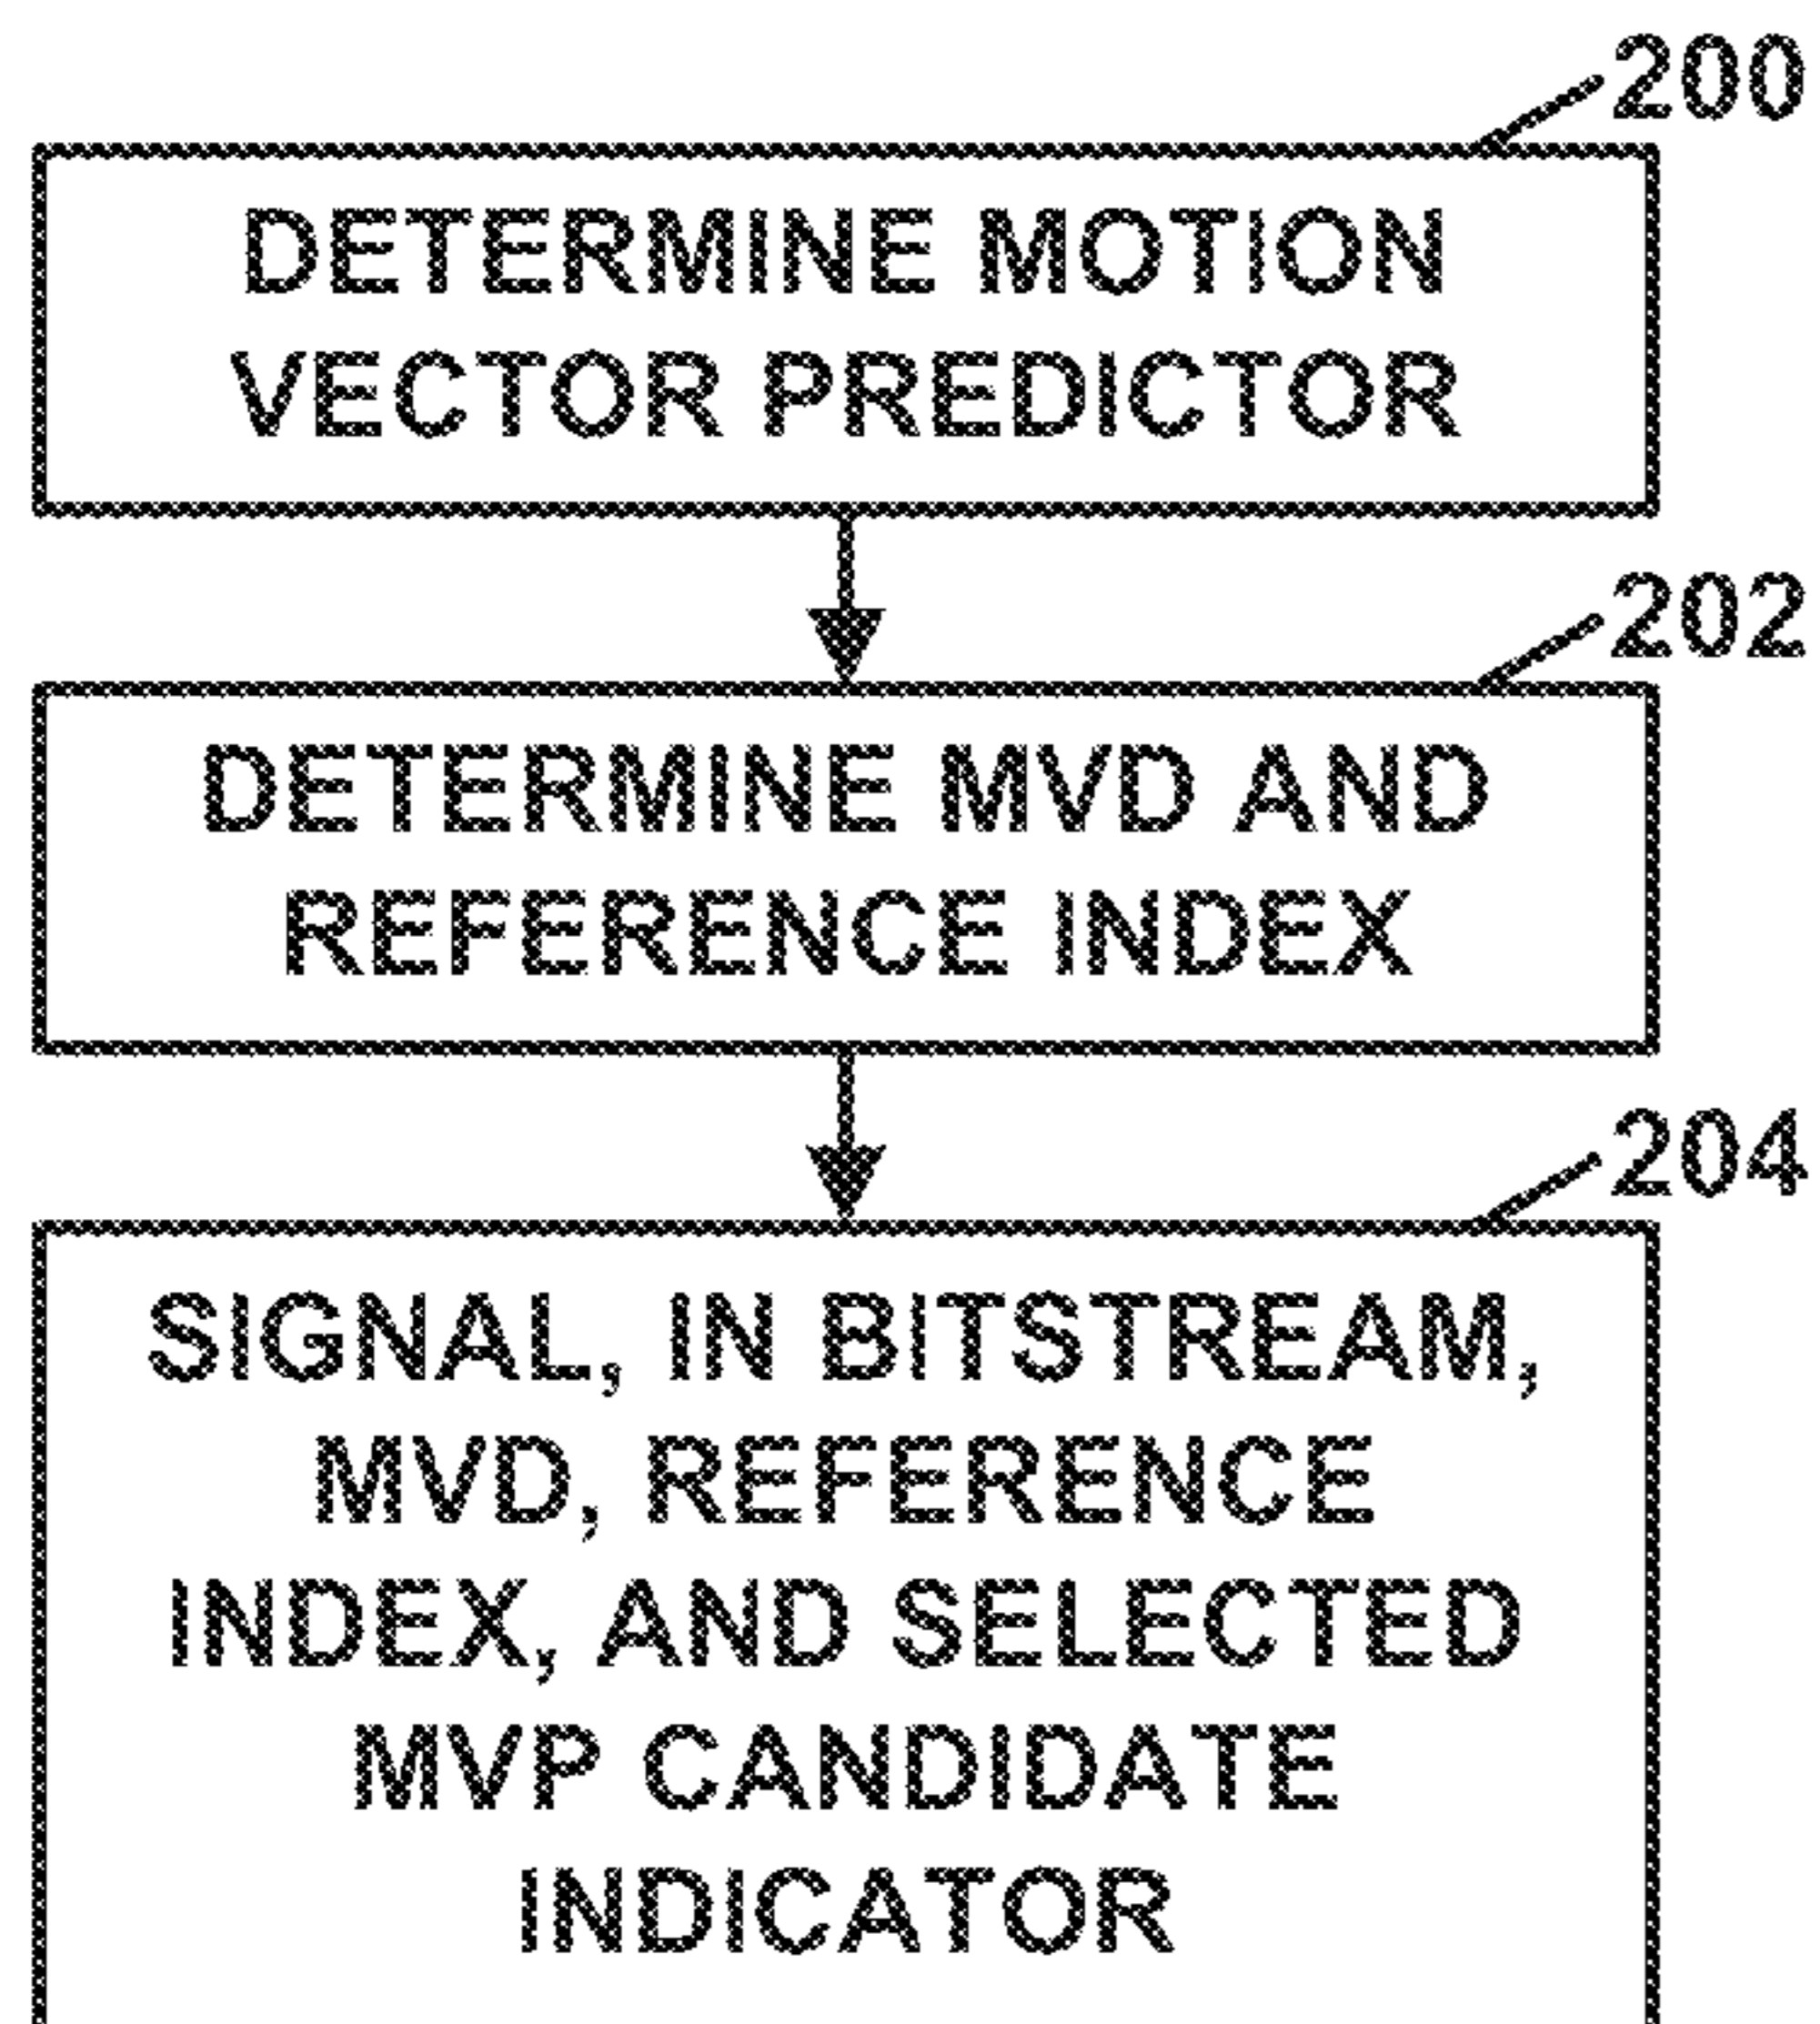 200
DETERMINE MOTION
VECTOR PREDICTOR
202
DETERMINE MVD AND
REFERENCE INDEX
204
SIGNAL, IN BITSTREAM,
MVD, REFERENCE
INDEX, AND SELECTED
MVP CANDIDATE
INDICATOR